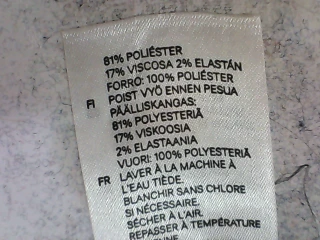 81% POLIÉSTER
17% VISCOSA 2% ELASTÁN
FORRO: 100% POLIÉSTER
FI POIST VYÖ ENNEN PESUA
PÄÄLLISKANGAS:
81% POLYESTERIÄ
17% VISKOOSIA
2% ELASTAANIA
VUORI: 100% POLYESTERIÄ
FR LAVER À LA MACHINE À
L'EAU TIÈDE.
BLANCHIR SANS CHLORE
SI NÉCESSAIRE.
SÉCHER À L'AIR.
REPASSER À TEMPÉRATURE